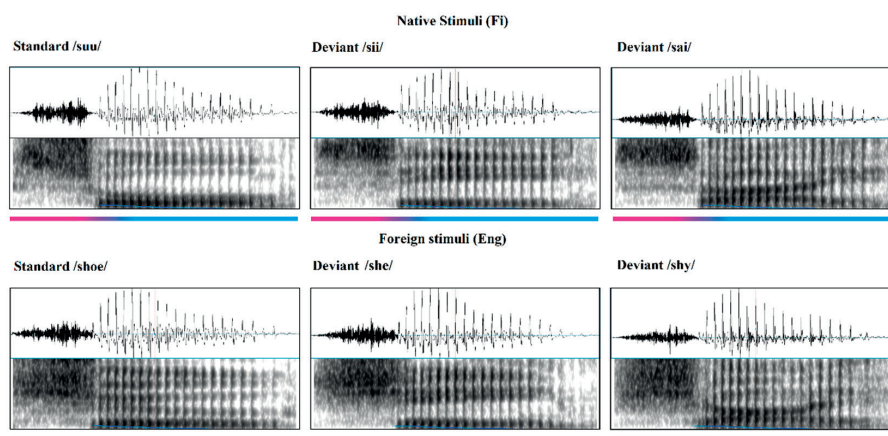 Native Stimuli (Fi)
Standard /suu/ Deviant /sii/ Deviant /sai/
Foreign stimuli (Eng)
Standard /shoe/ Deviant /she/ Deviant /shy/